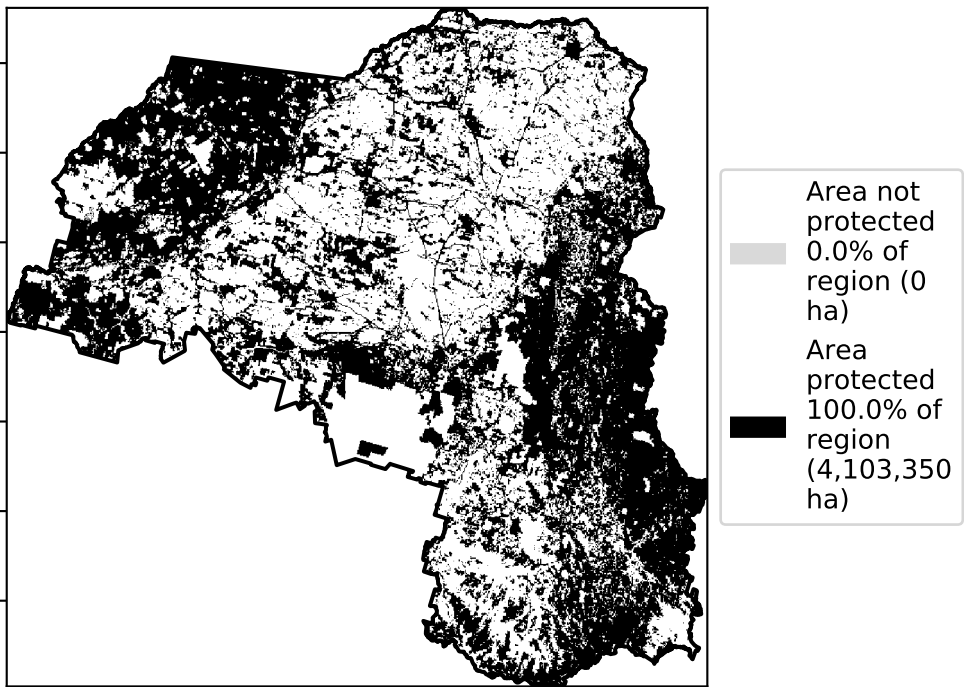 Area not
protected
0.0% of
region (0
ha)
Area
protected
100.0% of
region
(4,103,350
ha)